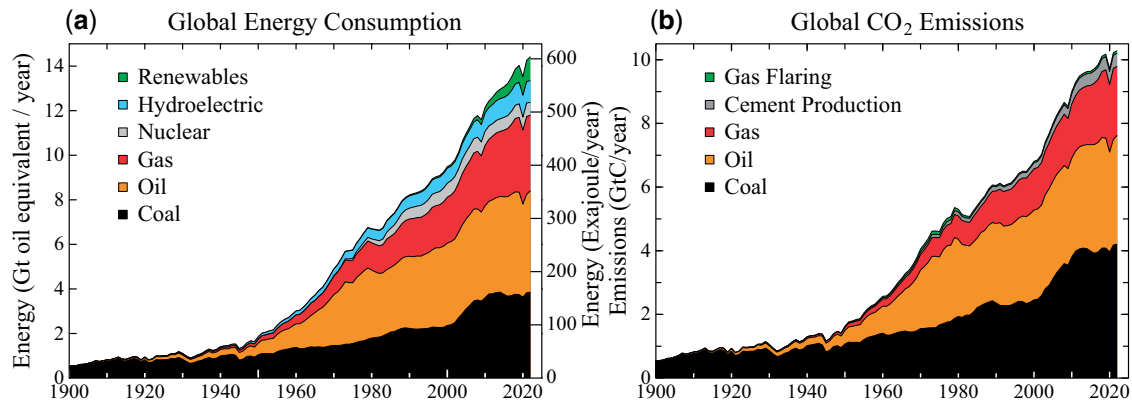 (a) Global Energy Consumption
Energy (Gt oil equivalent / year)
14
12
10
8
6
4
2
0
Renewables
Hydroelectric
Nuclear
Gas
Oil
Coal
600
500
400
300
200
100
0
Energy (Exajoule/year)
1900 1920 1940 1960 1980 2000 2020
(b) Global CO₂ Emissions
Emissions (GtC/year)
10
8
6
4
2
0
Gas Flaring
Cement Production
Gas
Oil
Coal
1900 1920 1940 1960 1980 2000 2020